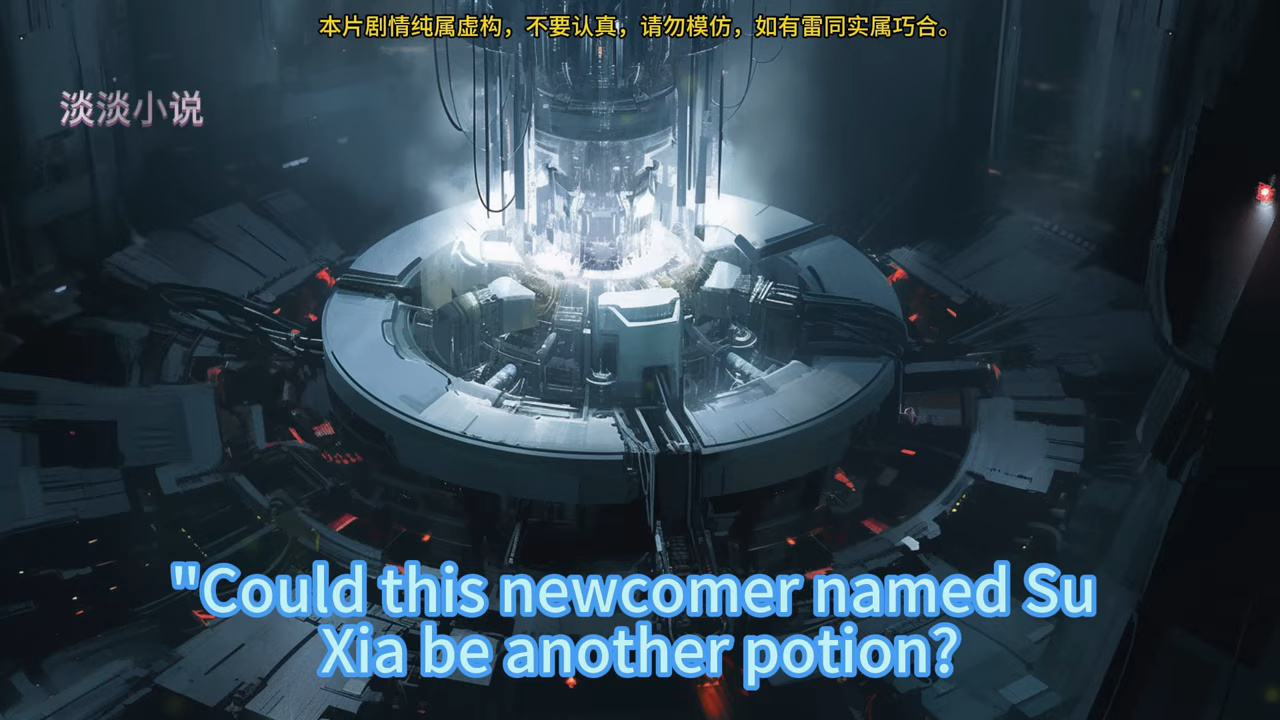 本片剧情纯属虚构，不要认真，请勿模仿，如有雷同实属巧合。
淡淡小说
"Could this newcomer named Su
Xia be another potion?